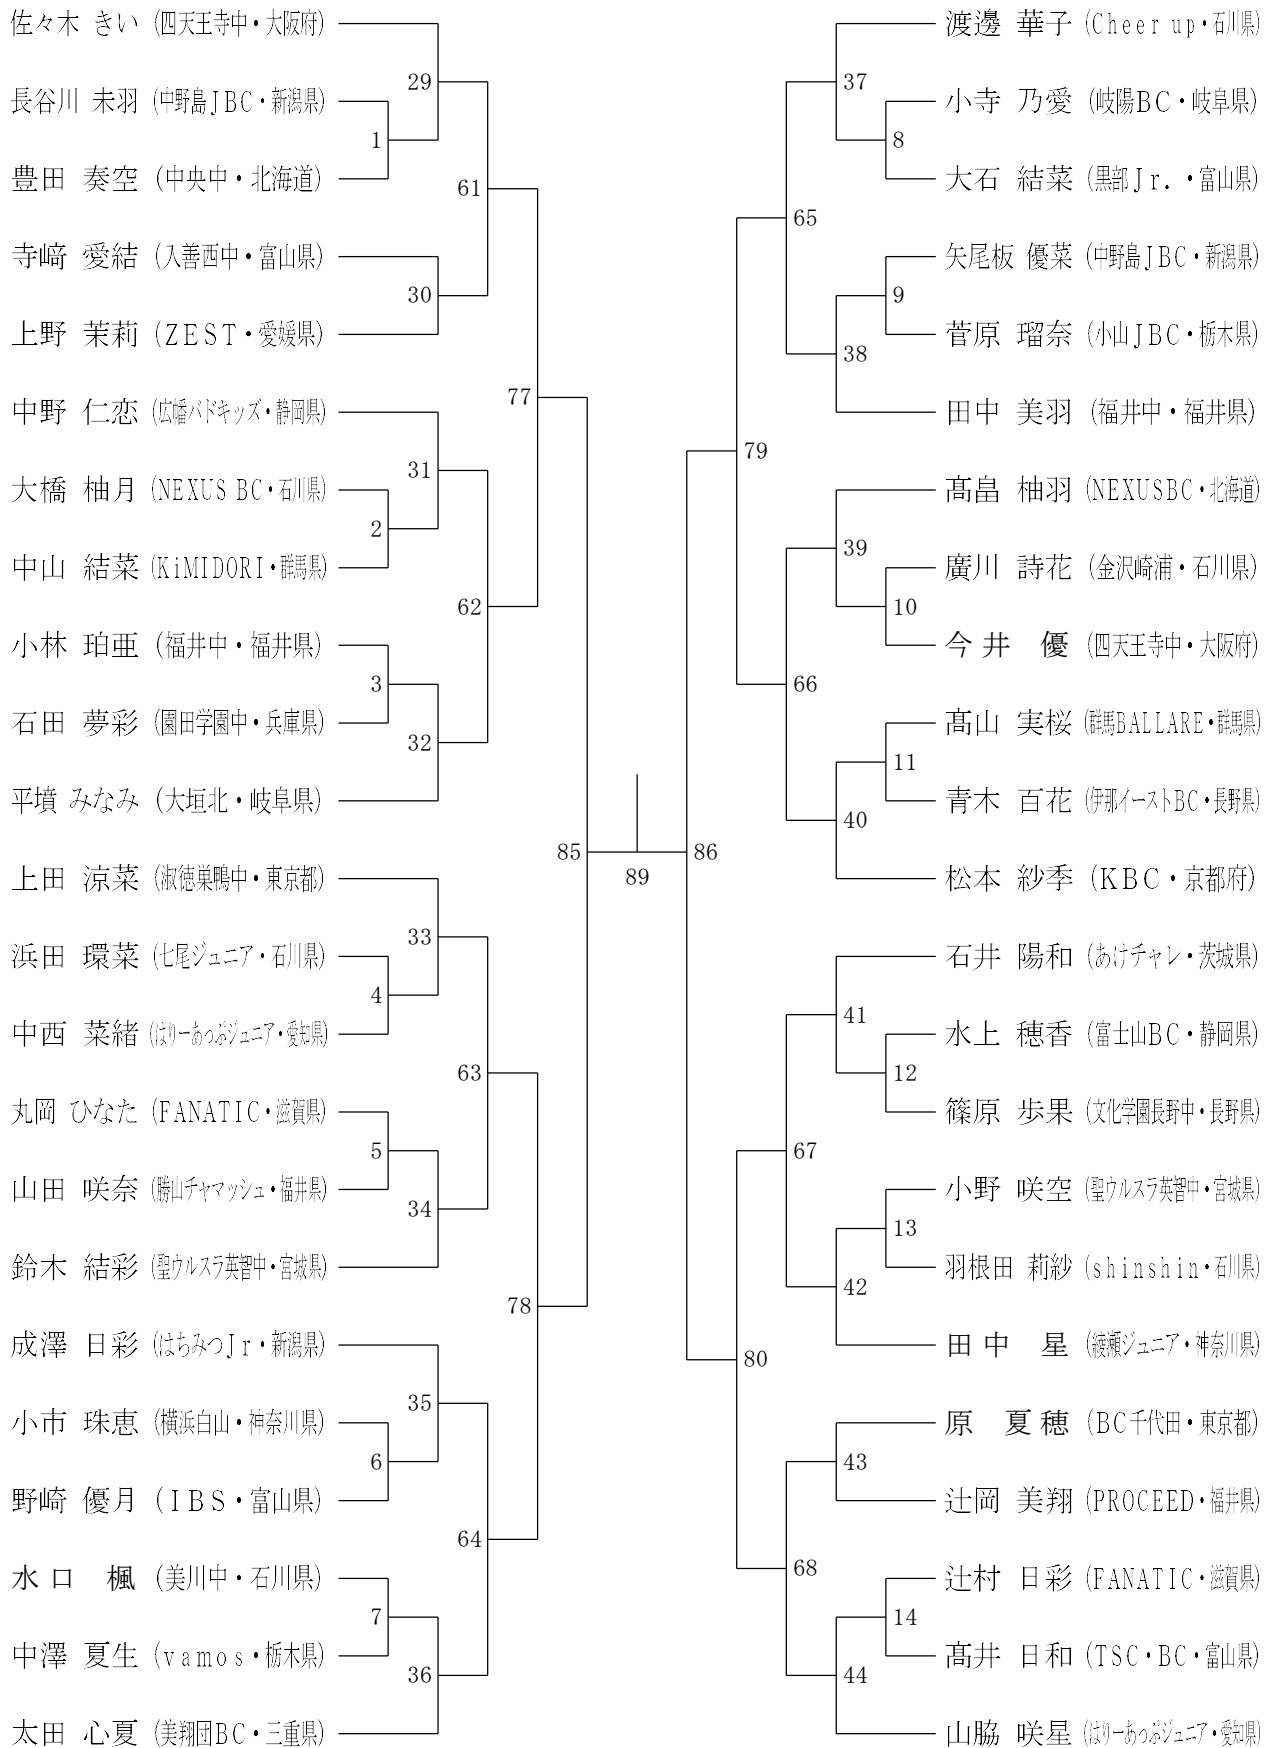 佐々木 きい (四天王寺中・大阪府)
29
長谷川 未羽 (中野島JBC・新潟県)
1
豊田 奏空 (中央中・北海道)
61
寺﨑 愛結 (入善西中・富山県)
30
上野 茉莉 (ZEST・愛媛県)
77
中野 仁恋 (広幡バドキッズ・静岡県)
31
大橋 柚月 (NEXUS BC・石川県)
2
中山 結菜 (KiMIDORI・群馬県)
62
小林 珀亜 (福井中・福井県)
3
石田 夢彩 (園田学園中・兵庫県)
32
平墳 みなみ (大垣北・岐阜県)
85
上田 涼菜 (淑徳巣鴨中・東京都)
33
浜田 環菜 (七尾ジュニア・石川県)
4
中西 菜緒 (はりーあっぷジュニア・愛知県)
63
丸岡 ひなた (FANATIC・滋賀県)
5
山田 咲奈 (勝山チャマッシュ・福井県)
34
鈴木 結彩 (聖ウルスラ英智中・宮城県)
78
成澤 日彩 (はちみつJr・新潟県)
35
小市 珠恵 (横浜白山・神奈川県)
6
野崎 優月 (IBS・富山県)
64
水口 楓 (美川中・石川県)
7
中澤 夏生 (vamos・栃木県)
36
太田 心夏 (美翔団BC・三重県)
89
渡邊 華子 (Cheer up・石川県)
37
小寺 乃愛 (岐陽BC・岐阜県)
8
大石 結菜 (黒部Jr.・富山県)
65
矢尾板 優菜 (中野島JBC・新潟県)
9
菅原 瑠奈 (小山JBC・栃木県)
38
田中 美羽 (福井中・福井県)
79
髙畠 柚羽 (NEXUSBC・北海道)
39
廣川 詩花 (金沢崎浦・石川県)
10
今井 優 (四天王寺中・大阪府)
66
髙山 実桜 (群馬BALLARE・群馬県)
11
青木 百花 (伊那イーストBC・長野県)
40
松本 紗季 (KBC・京都府)
86
石井 陽和 (あけチャレ・茨城県)
41
水上 穂香 (富士山BC・静岡県)
12
篠原 歩果 (文化学園長野中・長野県)
67
小野 咲空 (聖ウルスラ英智中・宮城県)
13
羽根田 莉紗 (shinshin・石川県)
42
田中 星 (綾瀬ジュニア・神奈川県)
80
原 夏穂 (BC千代田・東京都)
43
辻岡 美翔 (PROCEED・福井県)
68
辻村 日彩 (FANATIC・滋賀県)
14
髙井 日和 (TSC・BC・富山県)
44
山脇 咲星 (はりーあっぷジュニア・愛知県)